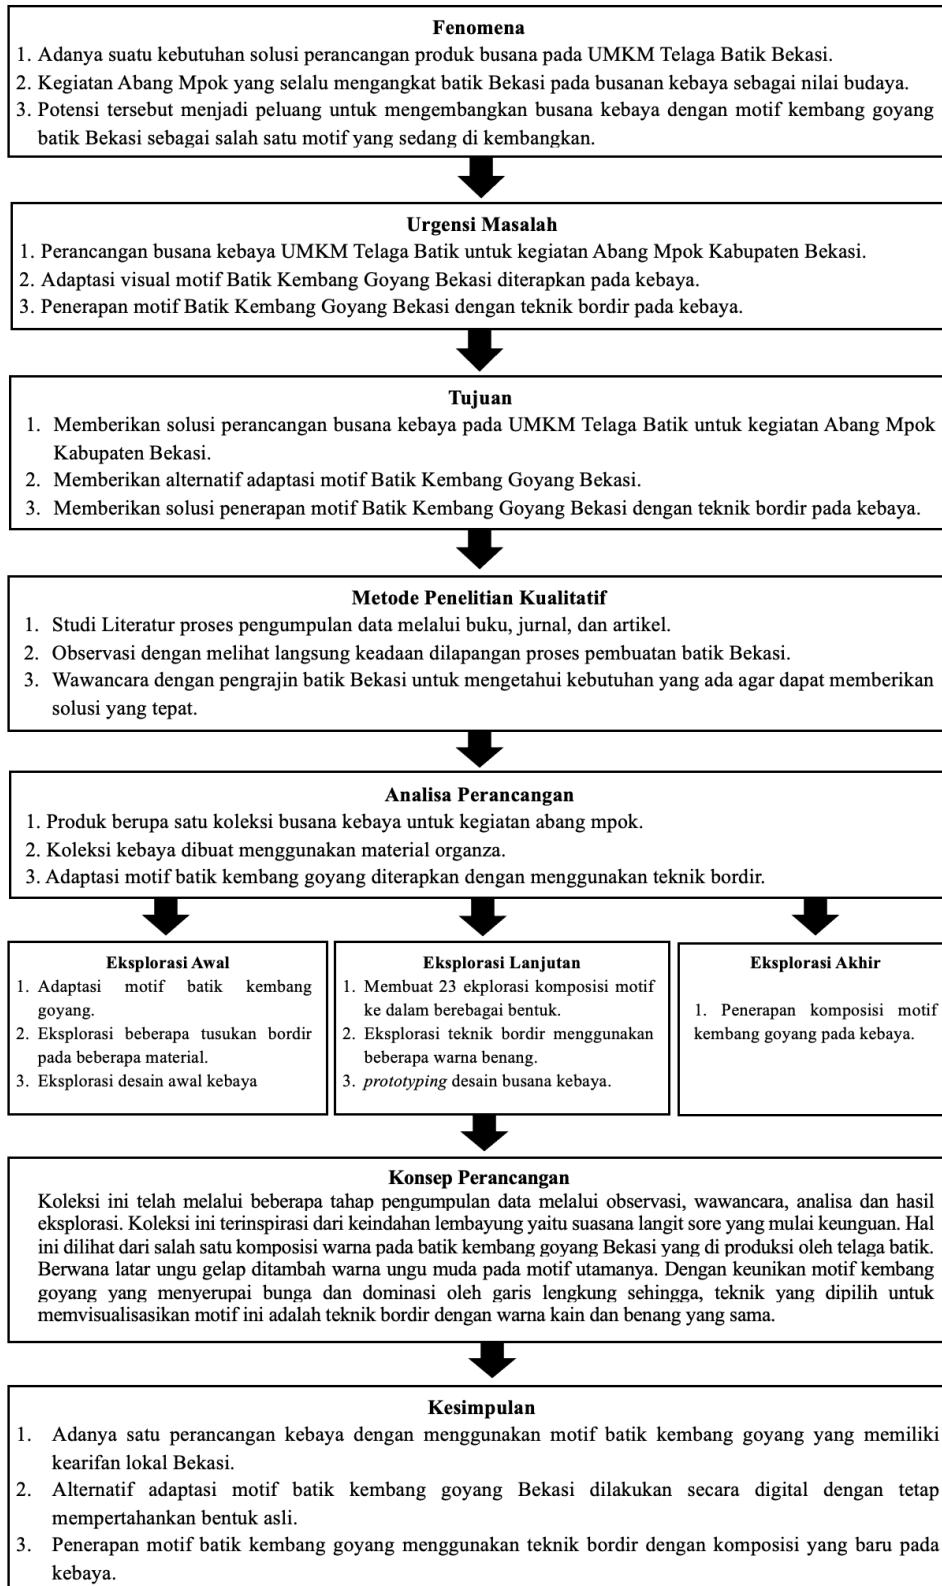 Fenomena
1. Adanya suatu kebutuhan solusi perancangan produk busana pada UMKM Telaga Batik Bekasi.
2. Kegiatan Abang Mpok yang selalu mengangkat batik Bekasi pada busanan kebaya sebagai nilai budaya.
3. Potensi tersebut menjadi peluang untuk mengembangkan busana kebaya dengan motif kembang goyang
batik Bekasi sebagai salah satu motif yang sedang di kembangkan.
Urgensi Masalah
1. Perancangan busana kebaya UMKM Telaga Batik untuk kegiatan Abang Mpok Kabupaten Bekasi.
2. Adaptasi visual motif Batik Kembang Goyang Bekasi diterapkan pada kebaya.
3. Penerapan motif Batik Kembang Goyang Bekasi dengan teknik bordir pada kebaya.
Tujuan
1. Memberikan solusi perancangan busana kebaya pada UMKM Telaga Batik untuk kegiatan Abang Mpok
Kabupaten Bekasi.
2. Memberikan alternatif adaptasi motif Batik Kembang Goyang Bekasi.
3. Memberikan solusi penerapan motif Batik Kembang Goyang Bekasi dengan teknik bordir pada kebaya.
Metode Penelitian Kualitatif
1. Studi Literatur proses pengumpulan data melalui buku, jurnal, dan artikel.
2. Observasi dengan melihat langsung keadaan dilapangan proses pembuatan batik Bekasi.
3. Wawancara dengan pengrajin batik Bekasi untuk mengetahui kebutuhan yang ada agar dapat memberikan
solusi yang tepat.
Analisa Perancangan
1. Produk berupa satu koleksi busana kebaya untuk kegiatan abang mpok.
2. Koleksi kebaya dibuat menggunakan material organza.
3. Adaptasi motif batik kembang goyang diterapkan dengan menggunakan teknik bordir.
Eksplorasi Awal
1. Adaptasi motif batik kembang
goyang.
2. Eksplorasi beberapa tusukan bordir
pada beberapa material.
3. Eksplorasi desain awal kebaya
Eksplorasi Lanjutan
1. Membuat 23 ekplorasi komposisi motif
ke dalam berebagai bentuk.
2. Eksplorasi teknik bordir menggunakan
beberapa warna benang.
3. prototyping desain busana kebaya.
Eksplorasi Akhir
1. Penerapan komposisi motif
kembang goyang pada kebaya.
Konsep Perancangan
Koleksi ini telah melalui beberapa tahap pengumpulan data melalui observasi, wawancara, analisa dan hasil
eksplorasi. Koleksi ini terinspirasi dari keindahan lembayung yaitu suasana langit sore yang mulai keunguan. Hal
ini dilihat dari salah satu komposisi warna pada batik kembang goyang Bekasi yang di produksi oleh telaga batik.
Berwana latar ungu gelap ditambah warna ungu muda pada motif utamanya. Dengan keunikan motif kembang
goyang yang menyerupai bunga dan dominasi oleh garis lengkung sehingga, teknik yang dipilih untuk
memvisualisasikan motif ini adalah teknik bordir dengan warna kain dan benang yang sama.
Kesimpulan
1. Adanya satu perancangan kebaya dengan menggunakan motif batik kembang goyang yang memiliki
kearifan lokal Bekasi.
2. Alternatif adaptasi motif batik kembang goyang Bekasi dilakukan secara digital dengan tetap
mempertahankan bentuk asli.
3. Penerapan motif batik kembang goyang menggunakan teknik bordir dengan komposisi yang baru pada
kebaya.